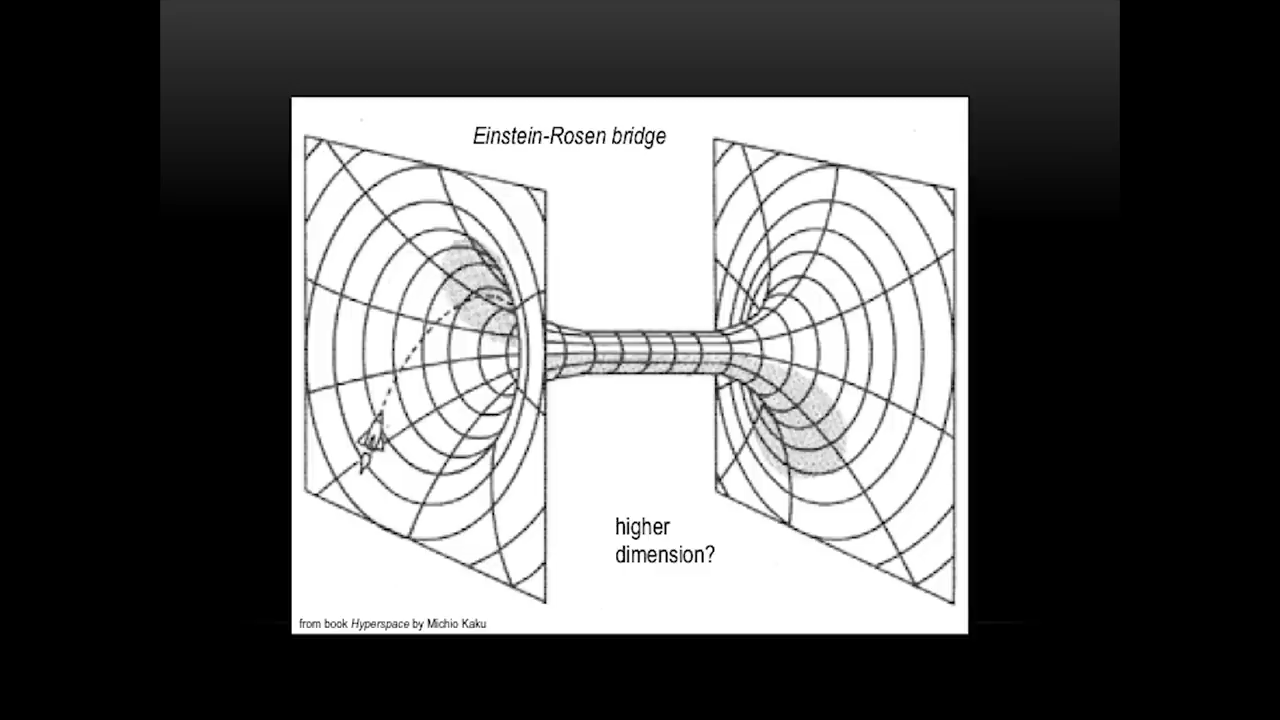 Einstein-Rosen bridge
higher
dimension?
from book Hyperspace by Michio Kaku